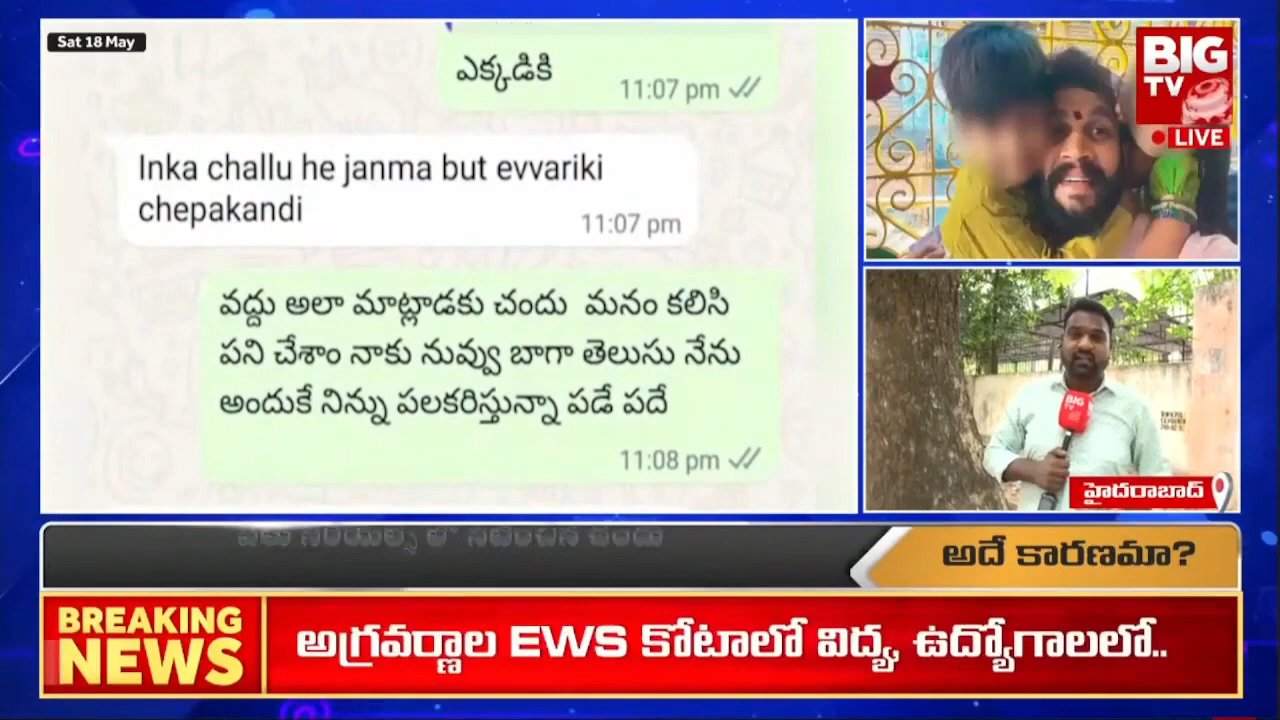 Sat 18 May
ఎక్కడికి
11:07 pm
Inka challu he janma but evvariki
chepakandi
11:07 pm
వద్దు అలా మాట్లాడకు చందు మనం కలిసి
పని చేశాం నాకు నువ్వు బాగా తెలుసు నేను
అందుకే నిన్ను పలకరిస్తున్నా పడే పదే
11:08 pm
BIG
TV
LIVE
BIG
TV
హైదరాబాద్
అదే కారణమా?
BREAKING
NEWS
అగ్రవర్ణాల EWS కోటాలో విద్య, ఉద్యోగాలలో..